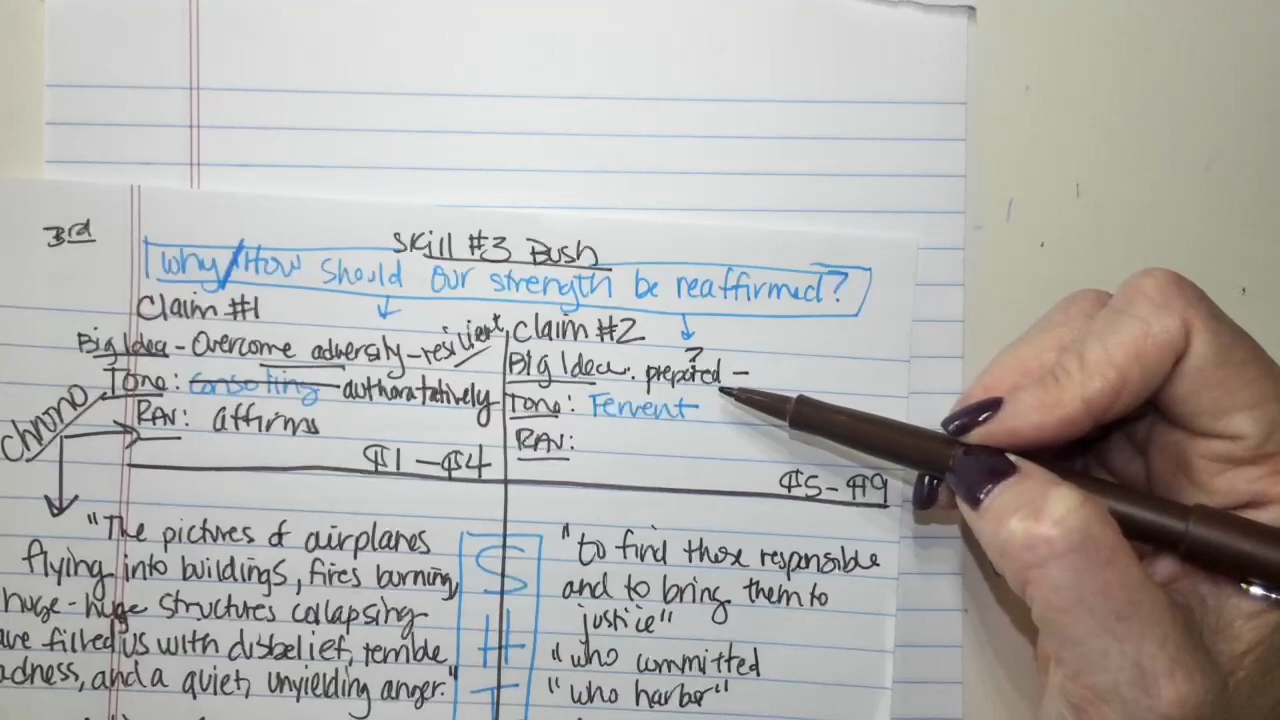 3rd
Skill #3 Bush
Why/How should our strength be reaffirmed?
Claim #1
Big Idea - Overcome adversity - resilient
Tone: consoling authoratatively
RAV: affirms
¶1 - ¶4
Chrono
Claim #2
?
Big Idea: prepared -
Tone: Fervent
RAV:
¶5 - ¶9
"The pictures of airplanes
flying into buildings, fires burning,
huge - huge structures collapsing
have filled us with disbelief, terrible
sadness, and a quiet, unyielding anger."
S
H
T
"to find those responsible
and to bring them to
justice"
"who committed
"who harbor"